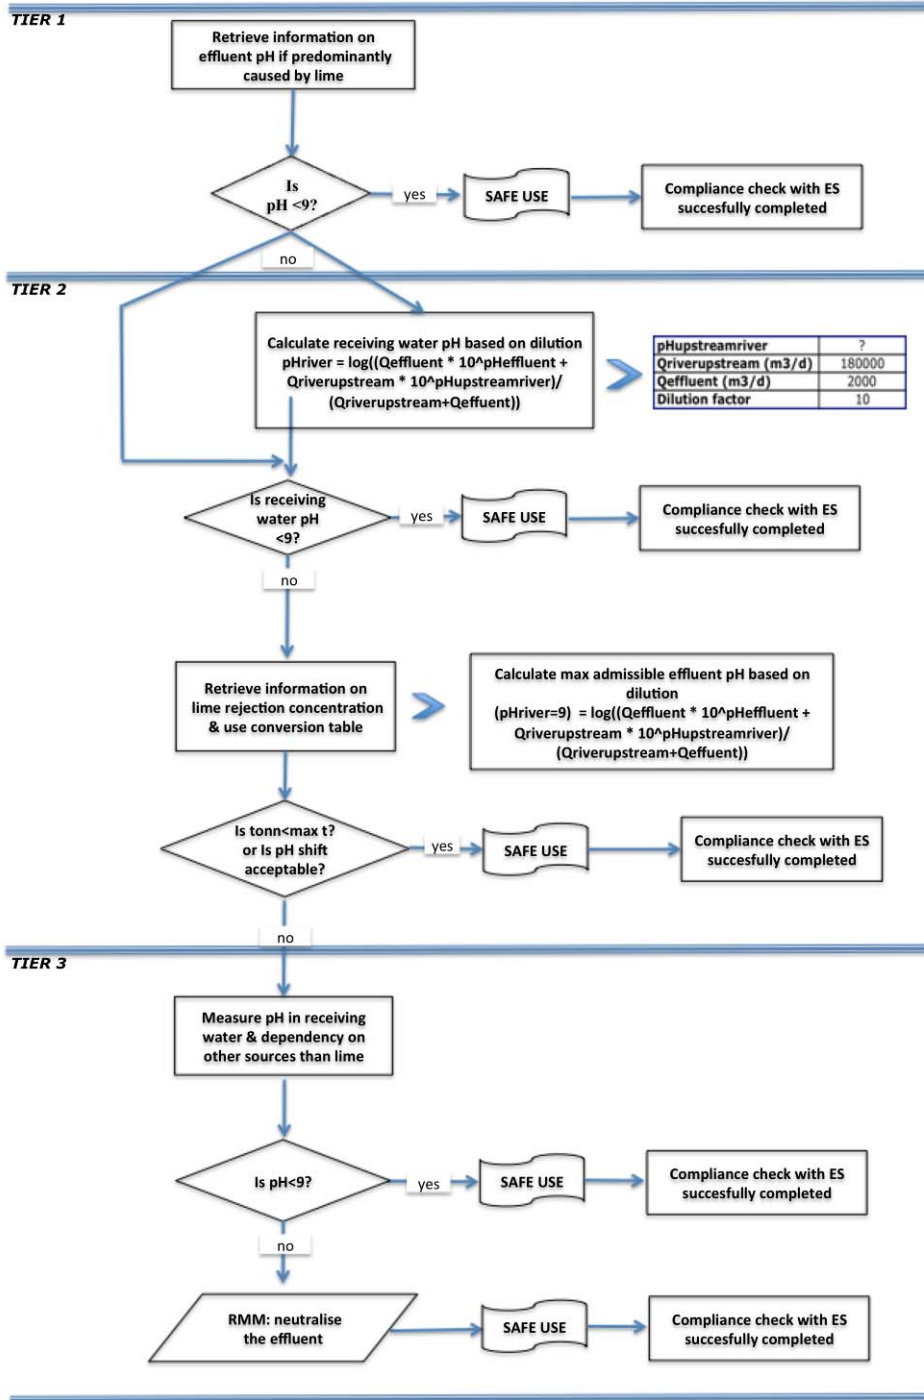 TIER 1
Retrieve information on
effluent pH if predominantly
caused by lime
Is
pH <9?
yes
SAFE USE
Compliance check with ES
succesfully completed
no
TIER 2
Calculate receiving water pH based on dilution
pHriver = log((Qeffluent * 10^pHeffluent +
Qriverupstream * 10^pHupstreamriver)/
(Qriverupstream+Qeffuent))
pHupstreamriver ?
Qriverupstream (m3/d) 180000
Qeffluent (m3/d) 2000
Dilution factor 10
Is receiving
water pH
<9?
yes
SAFE USE
Compliance check with ES
succesfully completed
no
Retrieve information on
lime rejection concentration
& use conversion table
Calculate max admissible effluent pH based on
dilution
(pHriver=9) = log((Qeffluent * 10^pHeffluent +
Qriverupstream * 10^pHupstreamriver)/
(Qriverupstream+Qeffuent))
Is tonn<max t?
or Is pH shift
acceptable?
yes
SAFE USE
Compliance check with ES
succesfully completed
no
TIER 3
Measure pH in receiving
water & dependency on
other sources than lime
Is pH<9?
yes
SAFE USE
Compliance check with ES
succesfully completed
no
RMM: neutralise
the effluent
SAFE USE
Compliance check with ES
succesfully completed